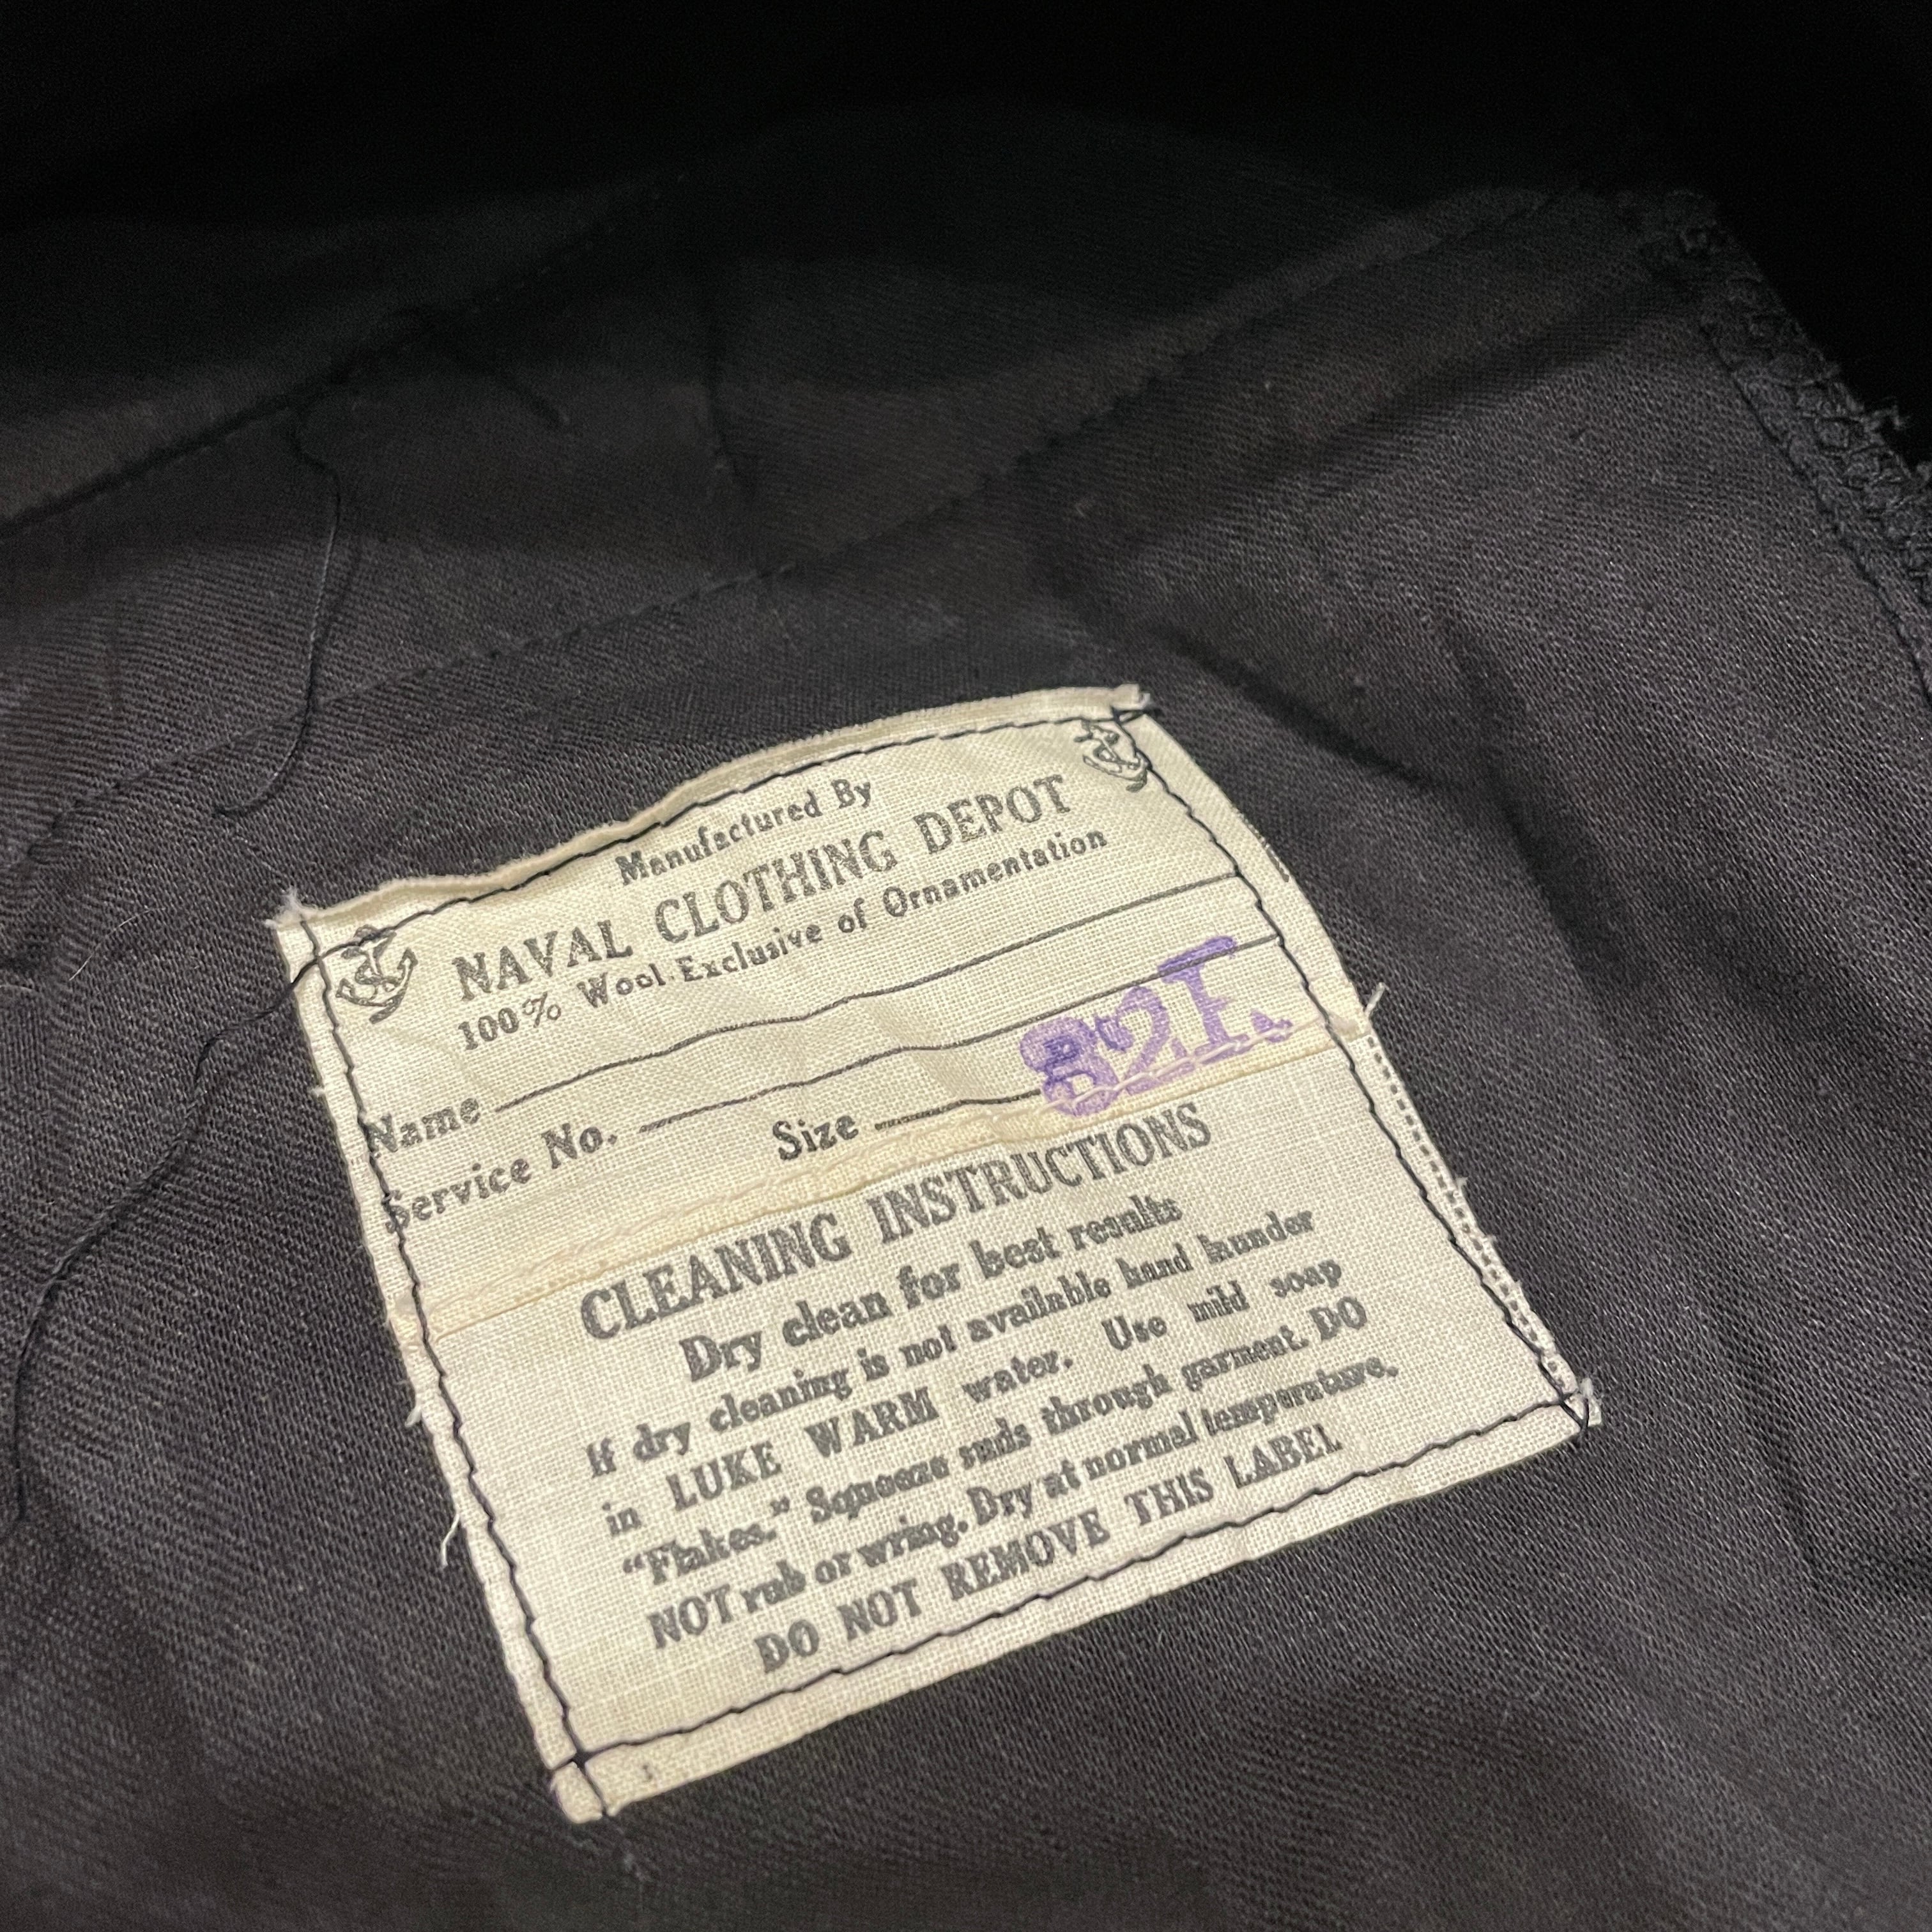 Manufactured By
NAVAL CLOTHING DEPOT
100% Wool Exclusive of Ornamentation
Name
Service No. Size 32R
CLEANING INSTRUCTIONS
Dry clean for best results
If dry cleaning is not available hand launder
in LUKE WARM water. Use mild soap
"Flakes." Squeeze suds through garment. DO
NOT rub or wring. Dry at normal temperature.
DO NOT REMOVE THIS LABEL